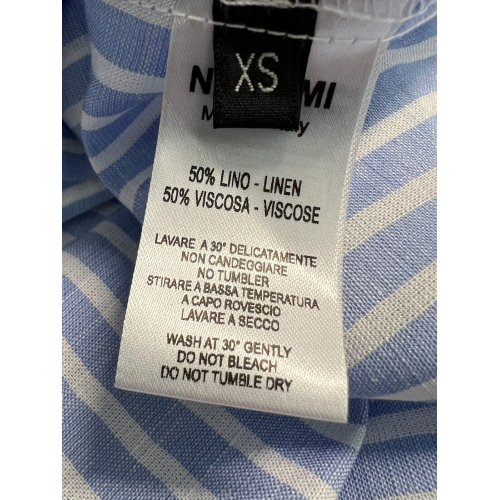 XS
50% LINO - LINEN
50% VISCOSA - VISCOSE
LAVARE A 30° DELICATAMENTE
NON CANDEGGIARE
NO TUMBLER
STIRARE A BASSA TEMPERATURA
A CAPO ROVESCIO
LAVARE A SECCO
WASH AT 30° GENTLY
DO NOT BLEACH
DO NOT TUMBLE DRY